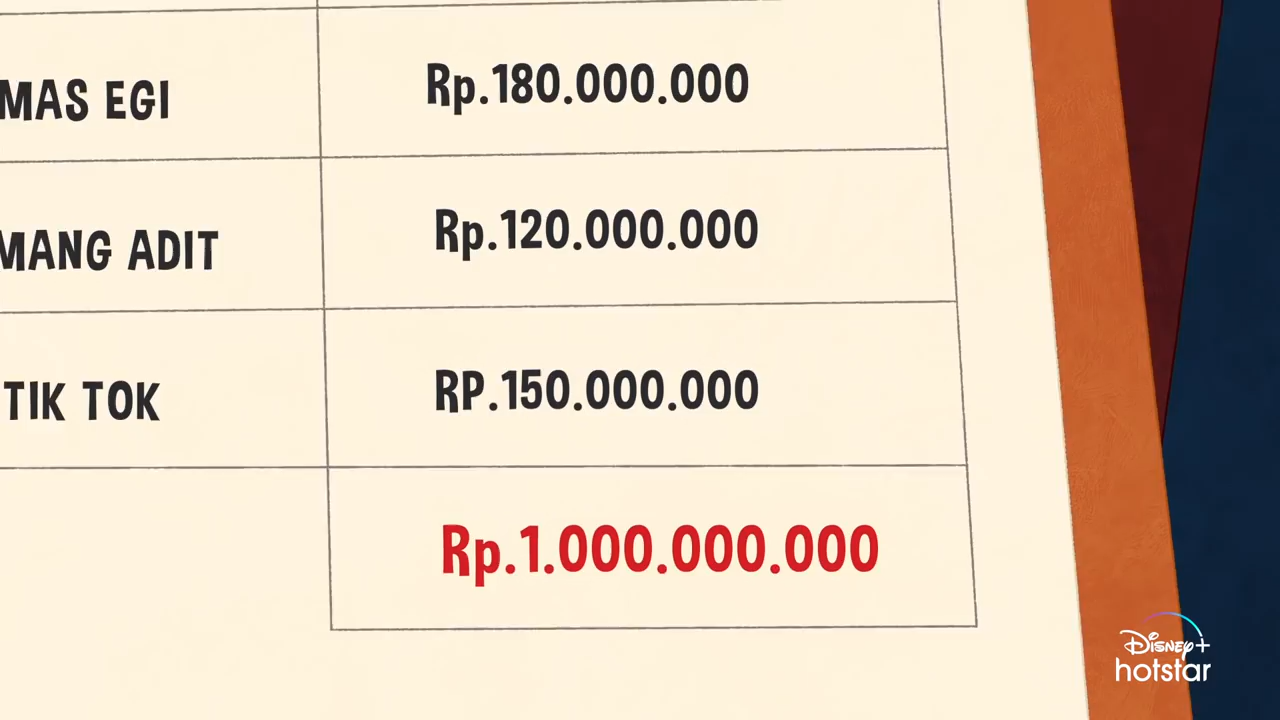 MAS EGI Rp.180.000.000
MANG ADIT Rp.120.000.000
TIK TOK RP.150.000.000
Rp.1.000.000.000
Disney+
hotstar